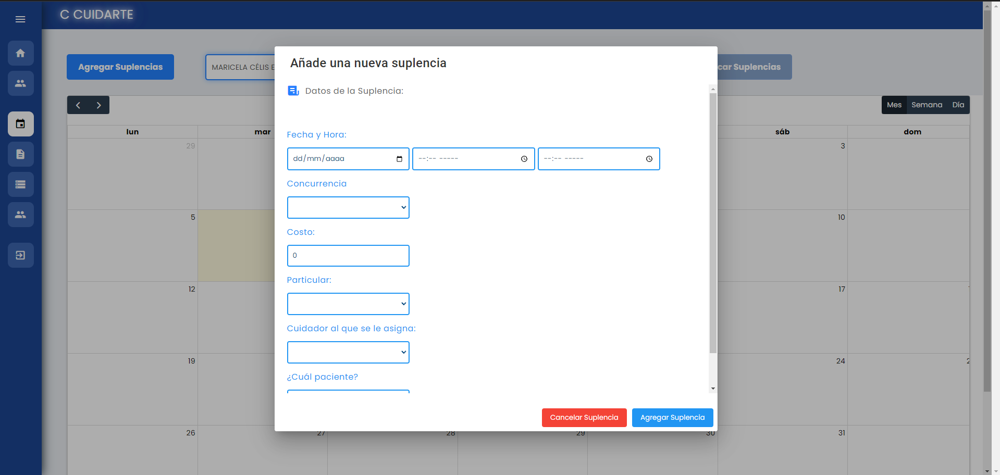 C CUIDARTE
Agregar Suplencias
MARICELA CÉLIS E
car Suplencias
Mes Semana Día
lun mar sáb dom
29 3
5 10
12 17
19 24
26 27 28 29 30 31
Añade una nueva suplencia
Datos de la Suplencia:
Fecha y Hora:
dd/mm/aaaa --:-- ----- --:-- -----
Concurrencia
Costo:
0
Particular:
Cuidador al que se le asigna:
¿Cuál paciente?
Cancelar Suplencia Agregar Suplencia